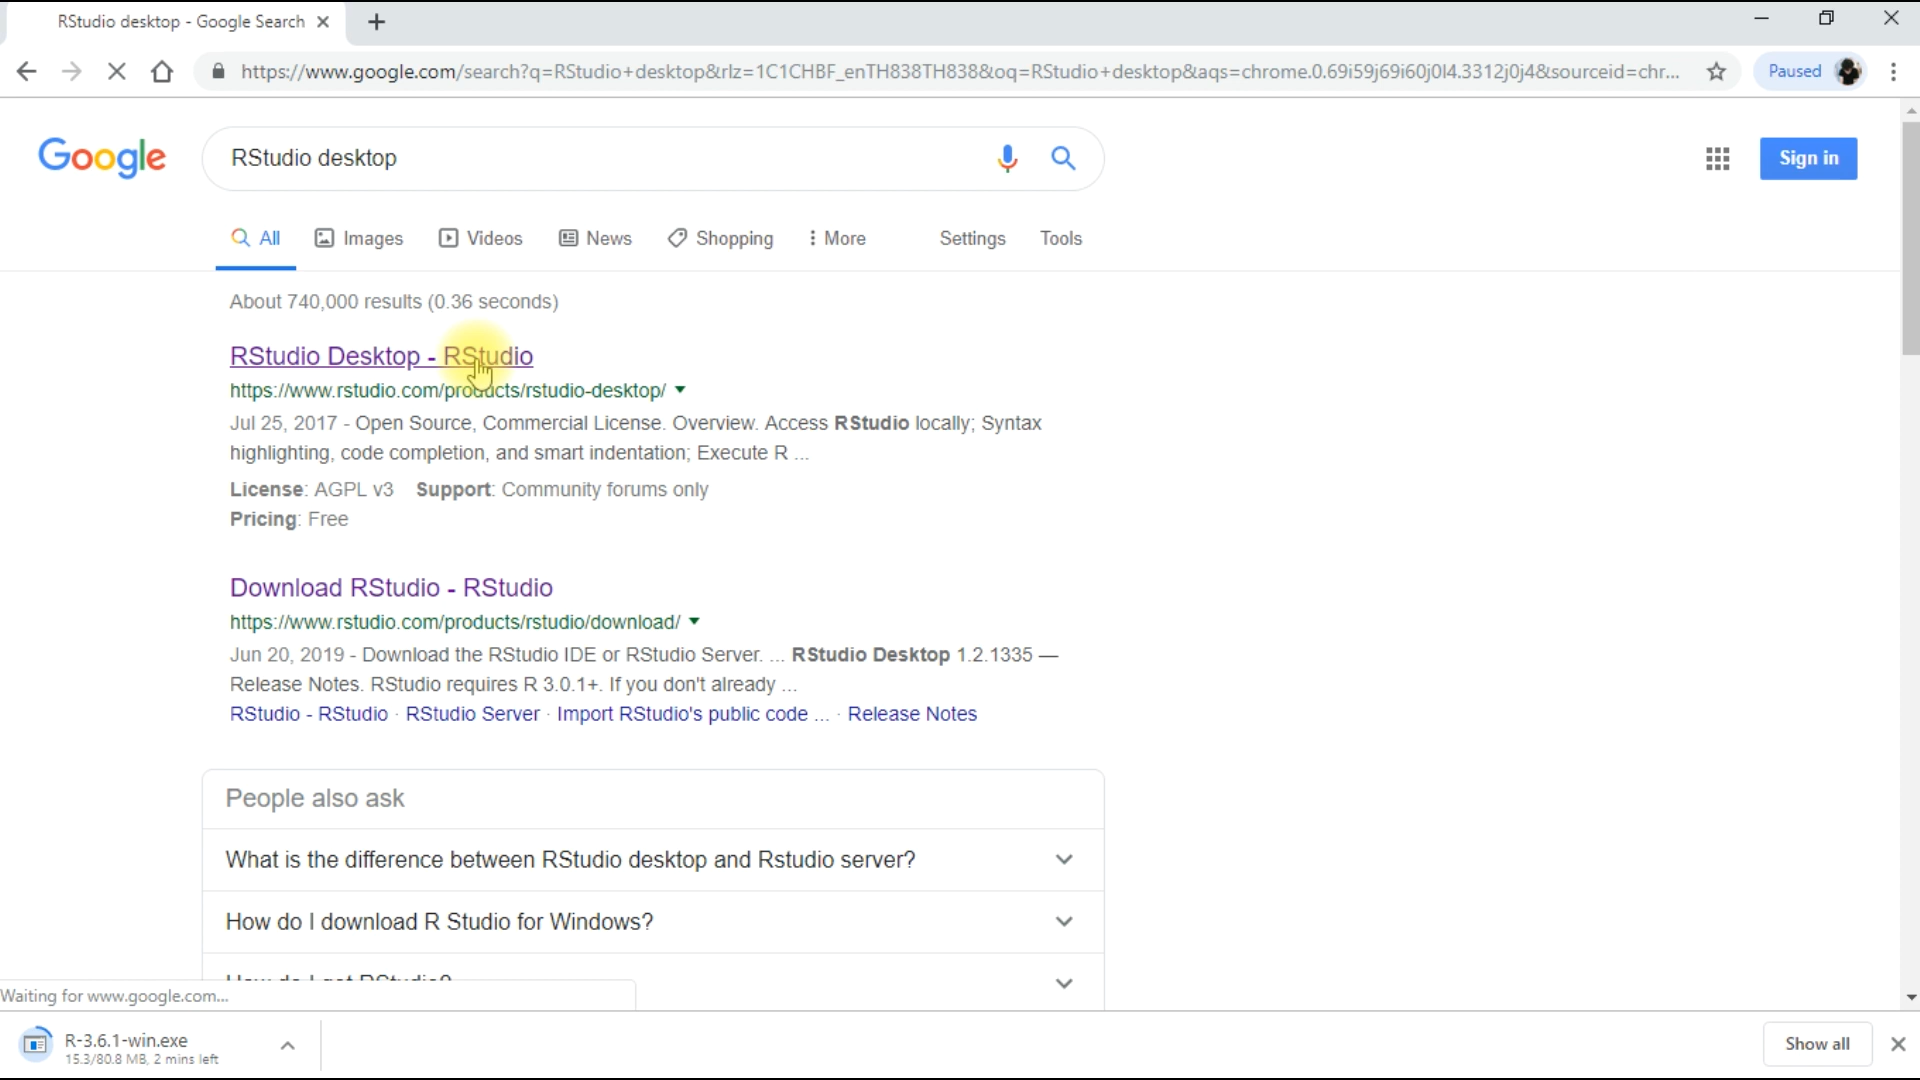 RStudio desktop - Google Search
https://www.google.com/search?q=RStudio+desktop&rlz=1C1CHBF_enTH838TH838&oq=RStudio+desktop&aqs=chrome.0.69i59j69i60j0l4.3312j0j4&sourceid=chr...
Paused
Google
RStudio desktop
Sign in
All
Images
Videos
News
Shopping
More
Settings
Tools
About 740,000 results (0.36 seconds)
RStudio Desktop - RStudio
https://www.rstudio.com/products/rstudio-desktop/
Jul 25, 2017 - Open Source, Commercial License. Overview. Access RStudio locally; Syntax
highlighting, code completion, and smart indentation; Execute R ...
License: AGPL v3 Support: Community forums only
Pricing: Free
Download RStudio - RStudio
https://www.rstudio.com/products/rstudio/download/
Jun 20, 2019 - Download the RStudio IDE or RStudio Server. ... RStudio Desktop 1.2.1335 —
Release Notes. RStudio requires R 3.0.1+. If you don't already ...
RStudio - RStudio · RStudio Server · Import RStudio's public code ... · Release Notes
People also ask
What is the difference between RStudio desktop and Rstudio server?
How do I download R Studio for Windows?
How do I get RStudio?
Waiting for www.google.com...
R-3.6.1-win.exe
15.3/80.8 MB, 2 mins left
Show all